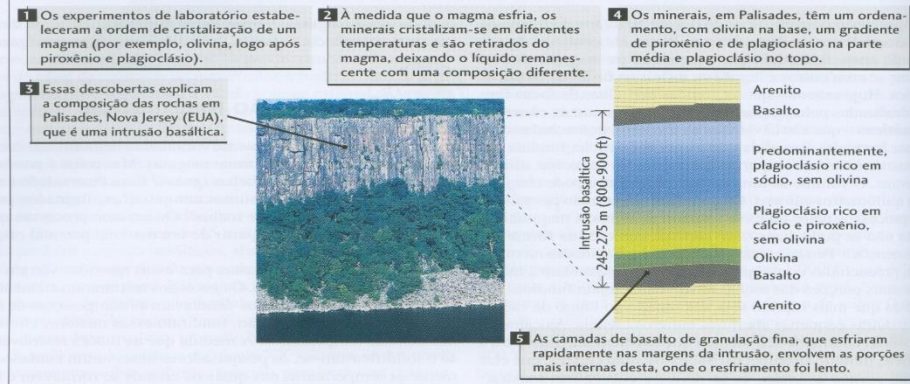 1 Os experimentos de laboratório estabe-
leceram a ordem de cristalização de um
magma (por exemplo, olivina, logo após
piroxênio e plagioclásio).
2 À medida que o magma esfria, os
minerais cristalizam-se em diferentes
temperaturas e são retirados do
magma, deixando o líquido remanes-
cente com uma composição diferente.
4 Os minerais, em Palisades, têm um ordena-
mento, com olivina na base, um gradiente
de piroxênio e de plagioclásio na parte
média e plagioclásio no topo.
3 Essas descobertas explicam
a composição das rochas em
Palisades, Nova Jersey (EUA),
que é uma intrusão basáltica.
Arenito
Basalto
Predominantemente,
plagioclásio rico em
sódio, sem olivina
Plagioclásio rico em
cálcio e piroxênio,
sem olivina
Olivina
Basalto
Arenito
Intrusão basáltica
245-275 m (800-900 ft)
5 As camadas de basalto de granulação fina, que esfriaram
rapidamente nas margens da intrusão, envolvem as porções
mais internas desta, onde o resfriamento foi lento.